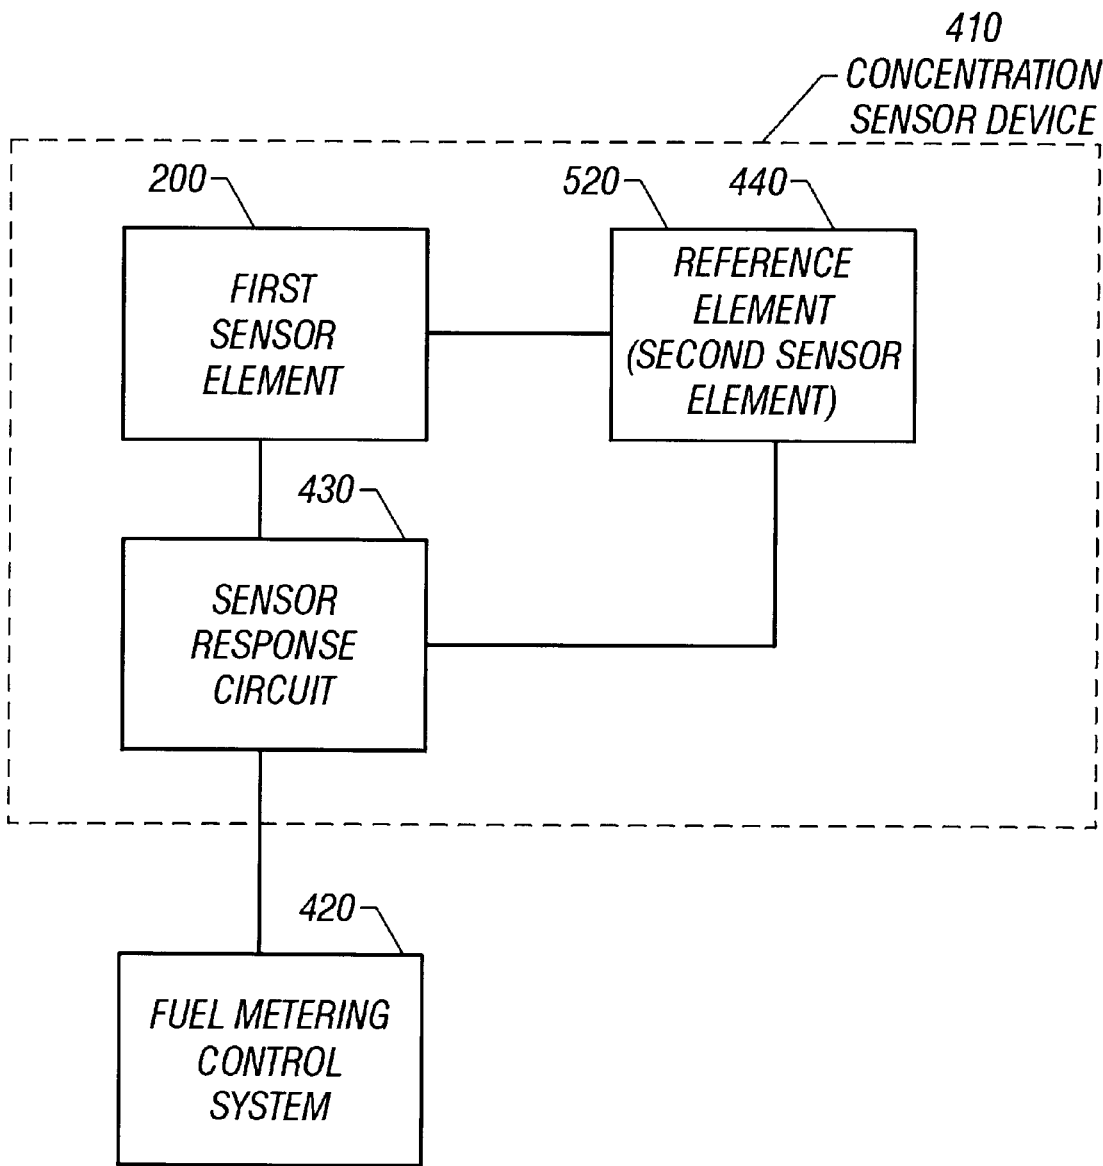 410
CONCENTRATION
SENSOR DEVICE
200
520
440
FIRST
SENSOR
ELEMENT
REFERENCE
ELEMENT
(SECOND SENSOR
ELEMENT)
430
SENSOR
RESPONSE
CIRCUIT
420
FUEL METERING
CONTROL
SYSTEM